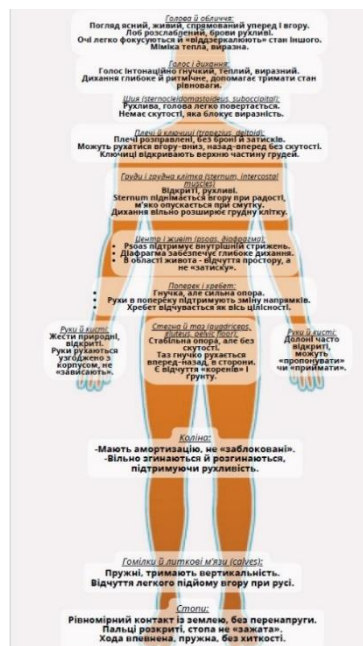 Голова й обличчя:
Погляд ясний, живий, спрямований уперед і вгору.
Лоб розслаблений, брови рухливі.
Очі легко фокусуються й «віддзеркалюють» стан іншого.
Міміка тепла, виразна.
Голос і дихання:
Голос інтонаційно гнучкий, теплий, виразний.
Дихання глибоке й ритмічне, допомагає тримати стан
рівноваги.
Шия (sternocleidomastoideus, suboccipital):
Рухлива, голова легко повертається.
Немає скутості, яка блокує виразність.
Плечі й ключиці (trapezius, deltoid):
Плечі розправлені, без броні й затисків.
Можуть рухатися вгору–вниз, назад–вперед без скутості.
Ключиці відкривають верхню частину грудей.
Груди і грудна клітка (sternum, intercostal
muscles)
Відкриті, рухливі.
Sternum піднімається вгору при радості,
м'яко опускається при смутку.
Дихання вільно розширює грудну клітку.
Центр і живіт (psoas, діафрагма):
• Psoas підтримує внутрішній стрижень.
• Діафрагма забезпечує глибоке дихання.
• В області живота – відчуття простору, а
не «затиску».
Поперек і хребет:
• Гнучка, але сильна опора.
• Рухи в попереку підтримують зміну напрямків.
• Хребет відчувається як вісь цілісності.
Руки й кисті:
Жести природні,
відкриті.
Руки рухаються
узгоджено з
корпусом, не
«зависають».
Стегна й таз (quadriceps,
gluteus, pelvic floor):
Стабільна опора, але без
скутості.
Таз гнучко рухається
вперед–назад, в сторони.
Є відчуття «коренів» і
ґрунту.
Руки й кисті:
Долоні часто
відкриті,
можуть
«пропонувати»
чи «приймати».
Коліна:
-Мають амортизацію, не «заблоковані».
-Вільно згинаються й розгинаються,
підтримуючи рухливість.
Гомілки й литкові м'язи (calves):
Пружні, тримають вертикальність.
Відчуття легкого підйому вгору при русі.
Стопи:
Рівномірний контакт із землею, без перенапруги.
Пальці розкриті, стопа не «зажата».
Хода впевнена, пружна, без хиткості.